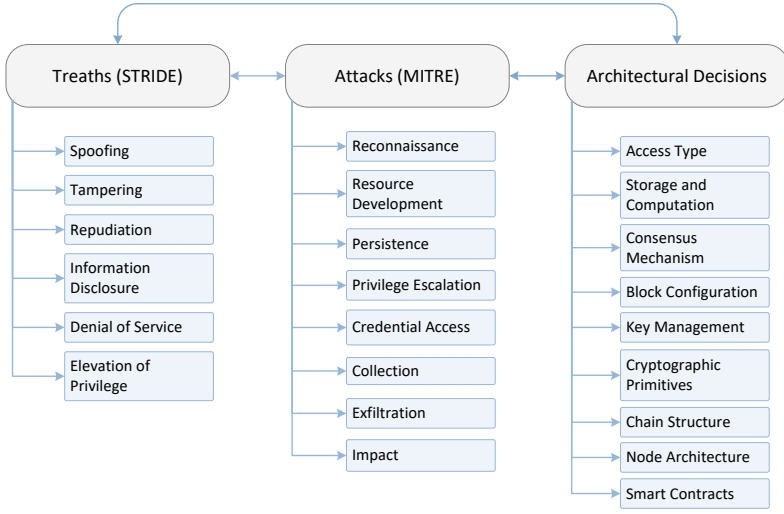 Treaths (STRIDE)
Attacks (MITRE)
Architectural Decisions
Spoofing
Tampering
Repudiation
Information
Disclosure
Denial of Service
Elevation of
Privilege
Reconnaissance
Resource
Development
Persistence
Privilege Escalation
Credential Access
Collection
Exfiltration
Impact
Access Type
Storage and
Computation
Consensus
Mechanism
Block Configuration
Key Management
Cryptographic
Primitives
Chain Structure
Node Architecture
Smart Contracts